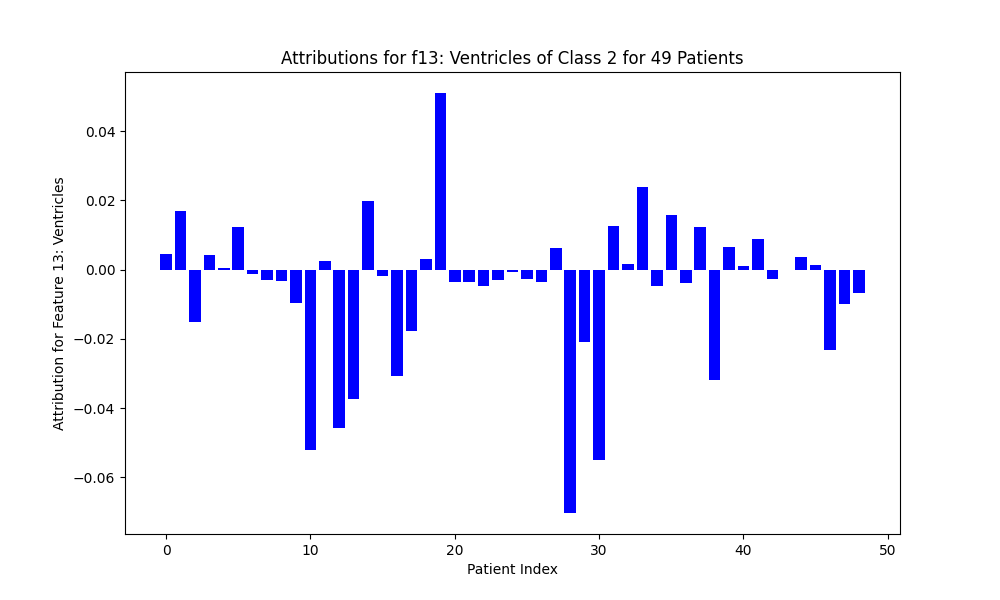 Attributions for f13: Ventricles of Class 2 for 49 Patients
Attribution for Feature 13: Ventricles
0.04
0.02
0.00
−0.02
−0.04
−0.06
0 10 20 30 40 50
Patient Index